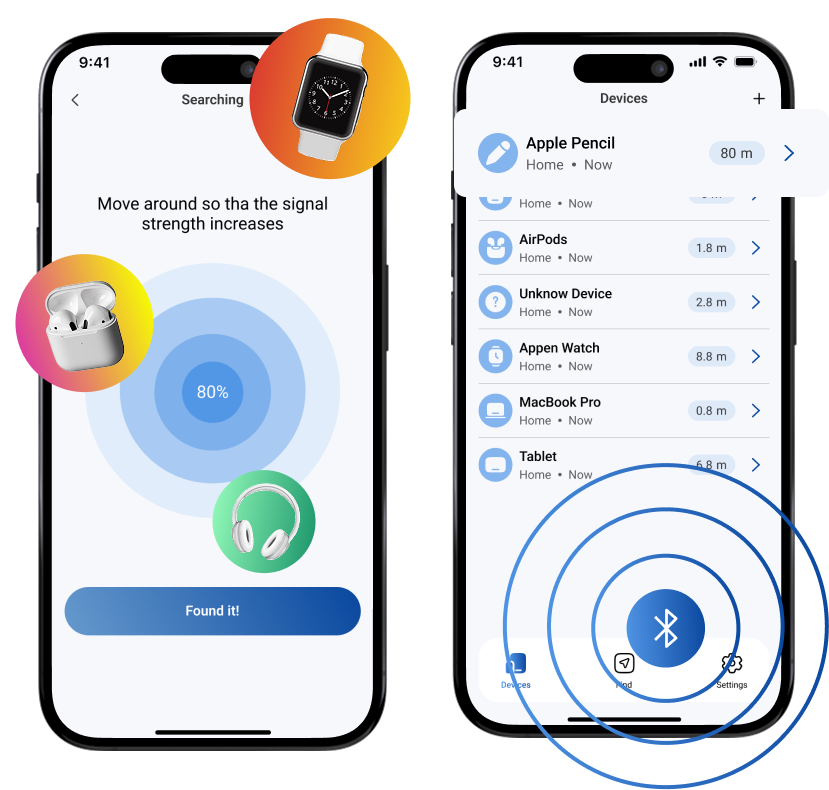 9:41
Searching
Move around so tha the signal
strength increases
80%
Found it!
9:41
Devices
Apple Pencil
80 m
Home • Now
Home • Now
AirPods
1.8 m
Home • Now
Unknow Device
2.8 m
Home • Now
Appen Watch
8.8 m
Home • Now
MacBook Pro
0.8 m
Home • Now
Tablet
6.8 m
Home • Now
Devices
Find
Settings